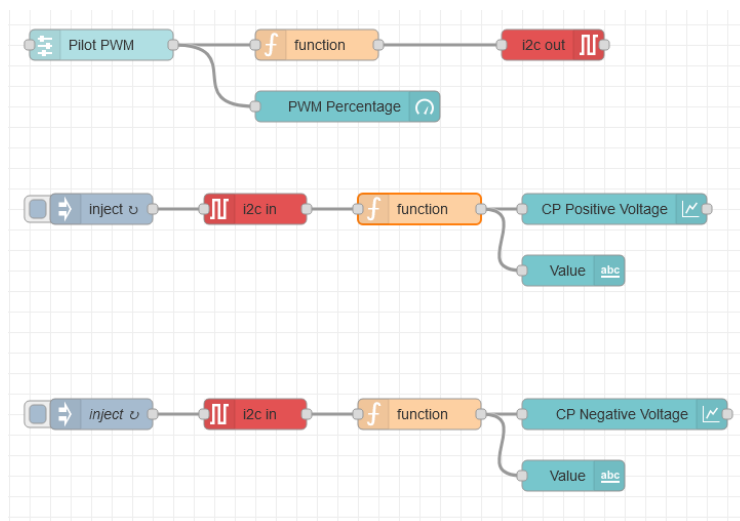 Pilot PWM
function
i2c out
PWM Percentage
inject ↻
i2c in
function
CP Positive Voltage
Value
abc
inject ↻
i2c in
function
CP Negative Voltage
Value
abc